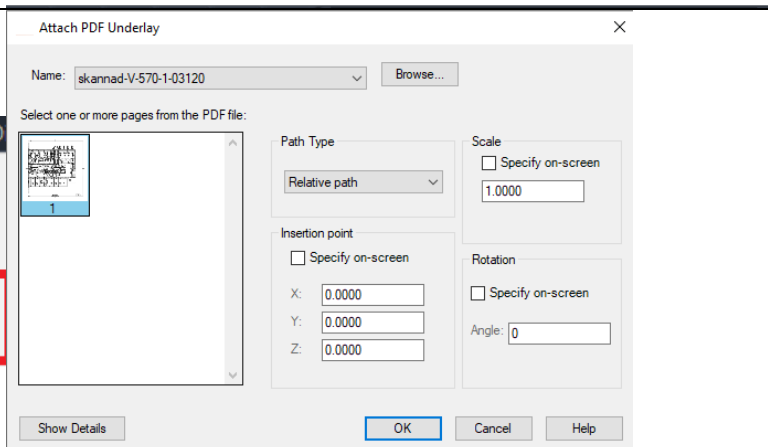 Attach PDF Underlay
Name: skannad-V-570-1-03120 Browse...
Select one or more pages from the PDF file:
1
Path Type
Relative path
Insertion point
Specify on-screen
X: 0.0000
Y: 0.0000
Z: 0.0000
Scale
Specify on-screen
1.0000
Rotation
Specify on-screen
Angle: 0
Show Details OK Cancel Help